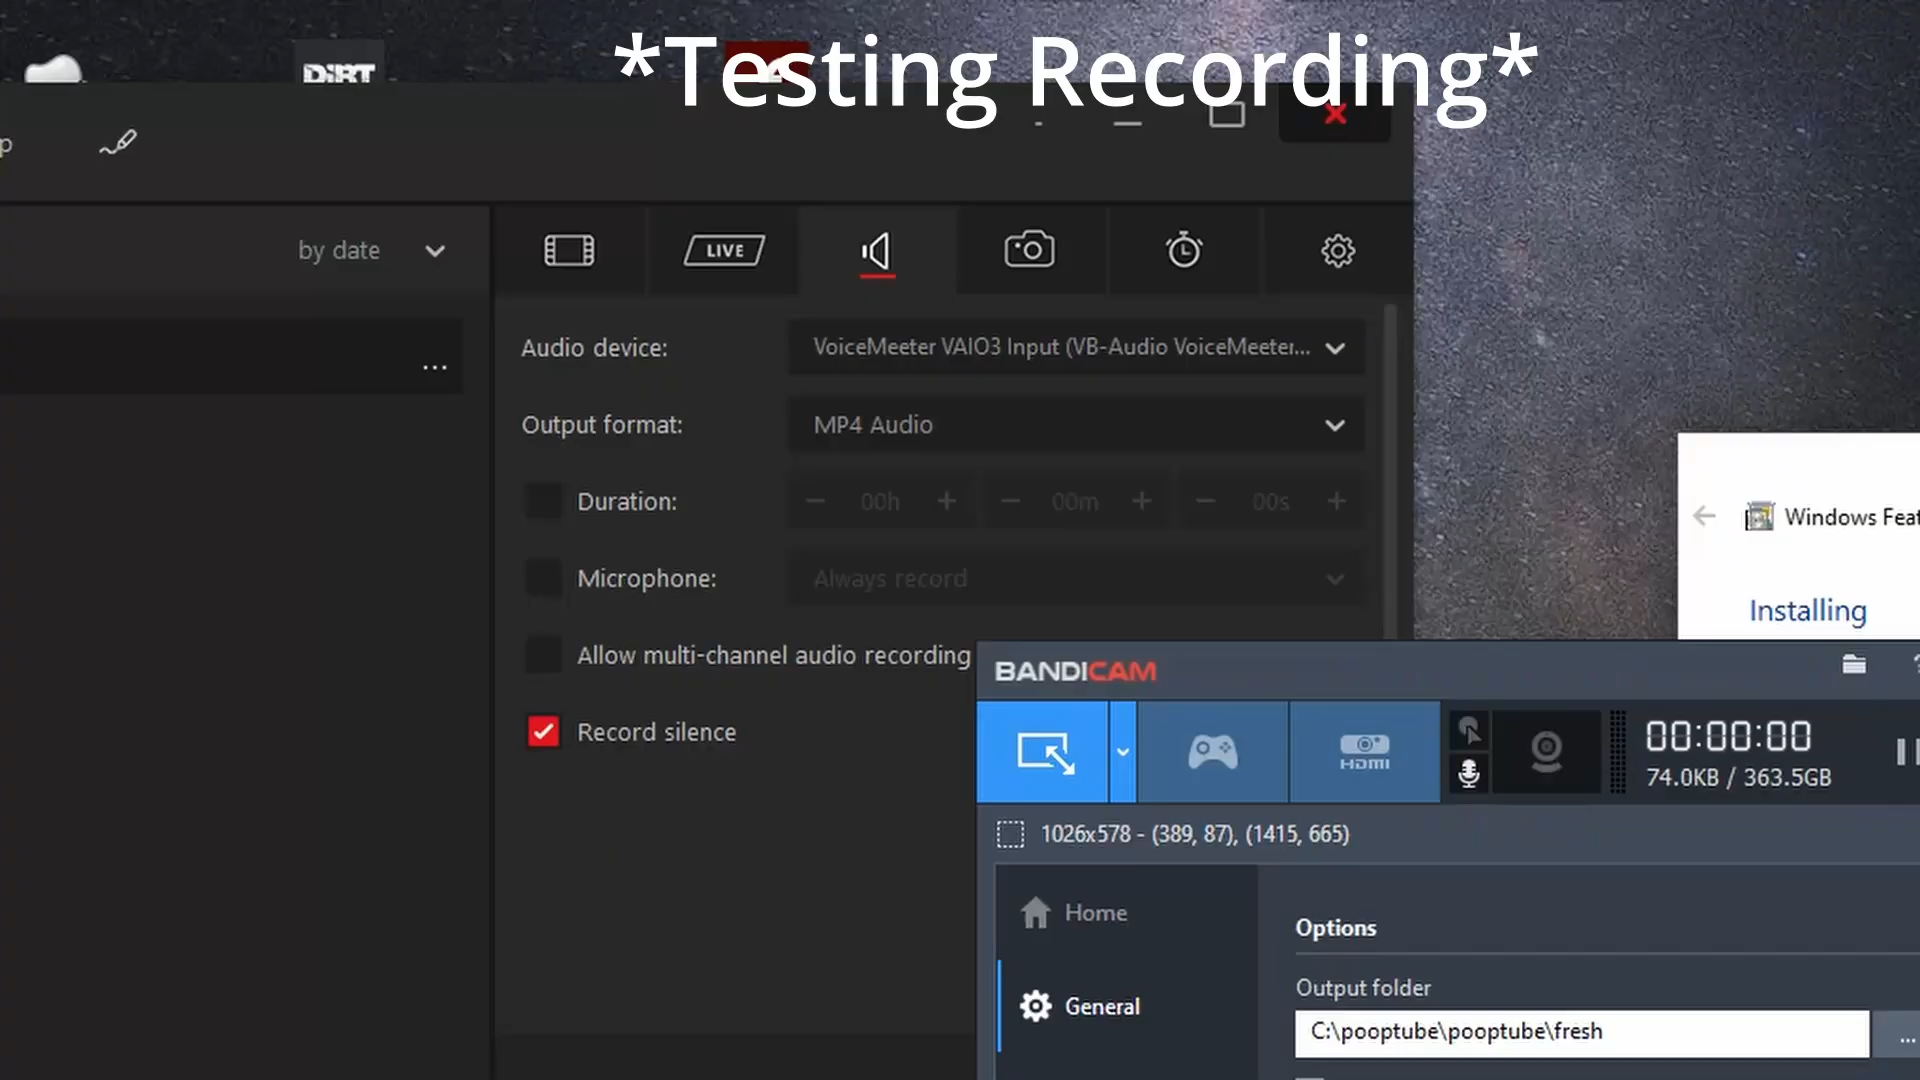 *Testing Recording*
DiRT
p
by date
LIVE
Audio device:
VoiceMeeter VAIO3 Input (VB-Audio VoiceMeeter...
Output format:
MP4 Audio
Duration:
00h
00m
00s
Microphone:
Always record
Allow multi-channel audio recording
Record silence
Windows Feat
Installing
BANDICAM
HDMI
00:00:00
74.0KB / 363.5GB
1026x578 - (389, 87), (1415, 665)
Home
General
Options
Output folder
C:\pooptube\pooptube\fresh
...